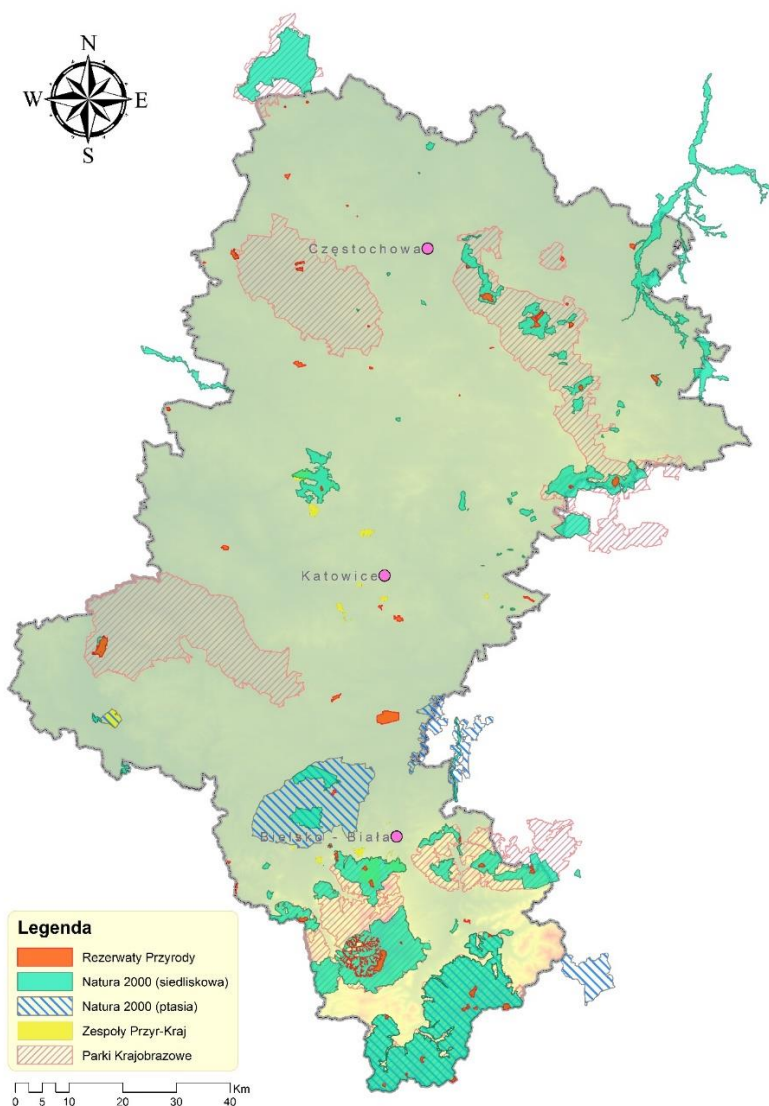 N
W E
S
Częstochowa
Katowice
Bielsko - Biała
Legenda
Rezerwaty Przyrody
Natura 2000 (siedliskowa)
Natura 2000 (ptasia)
Zespoły Przyr-Kraj
Parki Krajobrazowe
Km
0 5 10 20 30 40